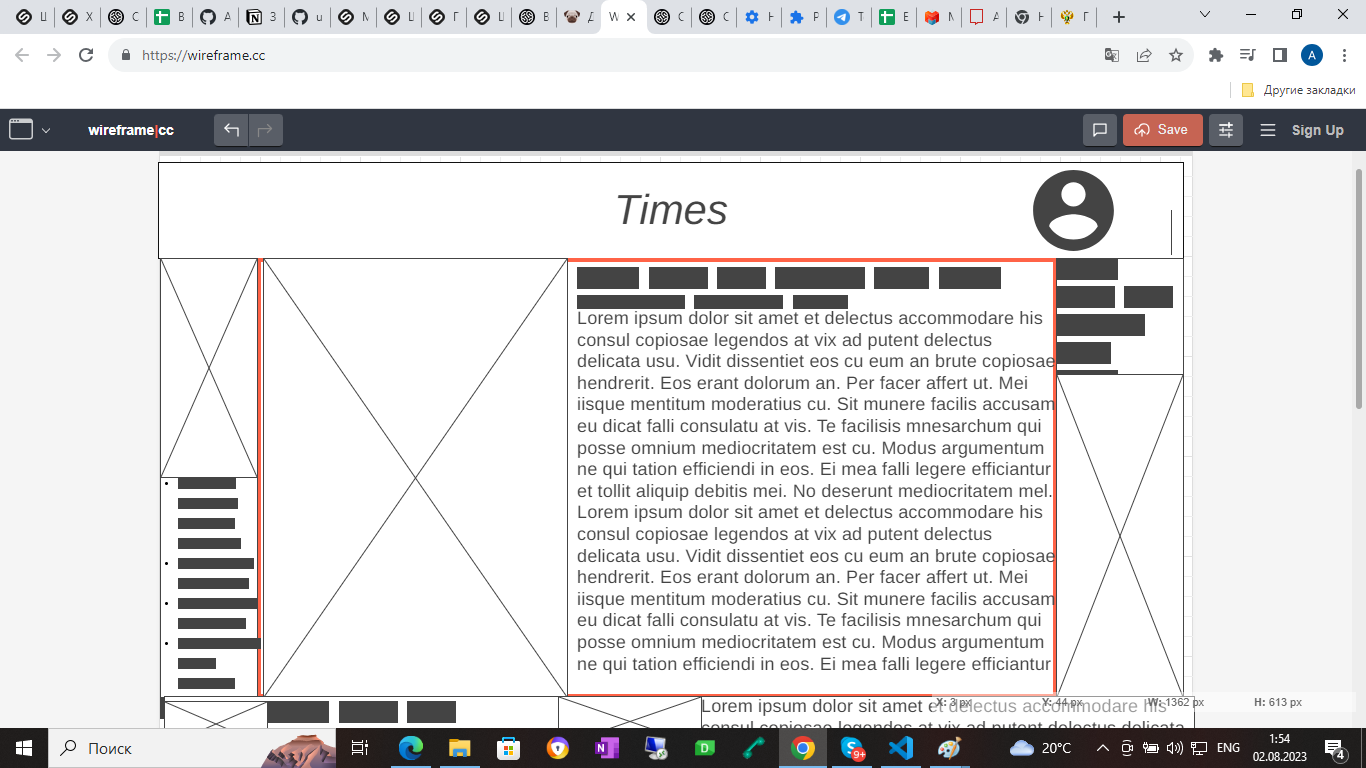 https://wireframe.cc
A
Другие закладки
wireframe|cc
Save
Sign Up
Times
Lorem ipsum dolor sit amet et delectus accommodare his
consul copiosae legendos at vix ad putent delectus
delicata usu. Vidit dissentiet eos cu eum an brute copiosae
hendrerit. Eos erant dolorum an. Per facer affert ut. Mei
iisque mentitum moderatius cu. Sit munere facilis accusam
eu dicat falli consulatu at vis. Te facilisis mnesarchum qui
posse omnium mediocritatem est cu. Modus argumentum
ne qui tation efficiendi in eos. Ei mea falli legere efficiantur
et tollit aliquip debitis mei. No deserunt mediocritatem mel.
Lorem ipsum dolor sit amet et delectus accommodare his
consul copiosae legendos at vix ad putent delectus
delicata usu. Vidit dissentiet eos cu eum an brute copiosae
hendrerit. Eos erant dolorum an. Per facer affert ut. Mei
iisque mentitum moderatius cu. Sit munere facilis accusam
eu dicat falli consulatu at vis. Te facilisis mnesarchum qui
posse omnium mediocritatem est cu. Modus argumentum
ne qui tation efficiendi in eos. Ei mea falli legere efficiantur
Lorem ipsum dolor sit amet et delectus accommodare his
X: 3 px Y: 44 px W: 1362 px H: 613 px
consul copiosae legendos at vix ad putent delectus delicata
Поиск
9+
20°C
ENG
1:54
02.08.2023
4